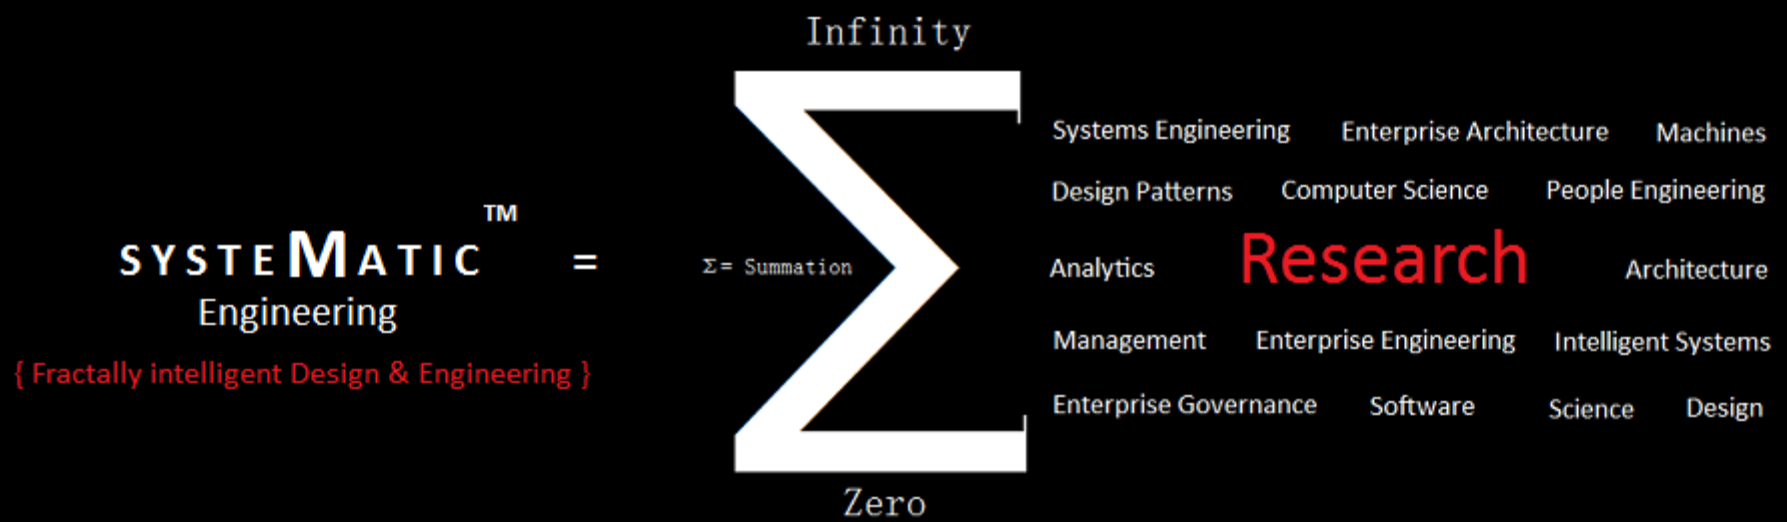 Infinity
Systems Engineering Enterprise Architecture Machines
Design Patterns Computer Science People Engineering
SYSTEMATIC™ = Σ= Summation Σ Analytics Research Architecture
Engineering
Management Enterprise Engineering Intelligent Systems
{ Fractally intelligent Design & Engineering }
Enterprise Governance Software Science Design
Zero